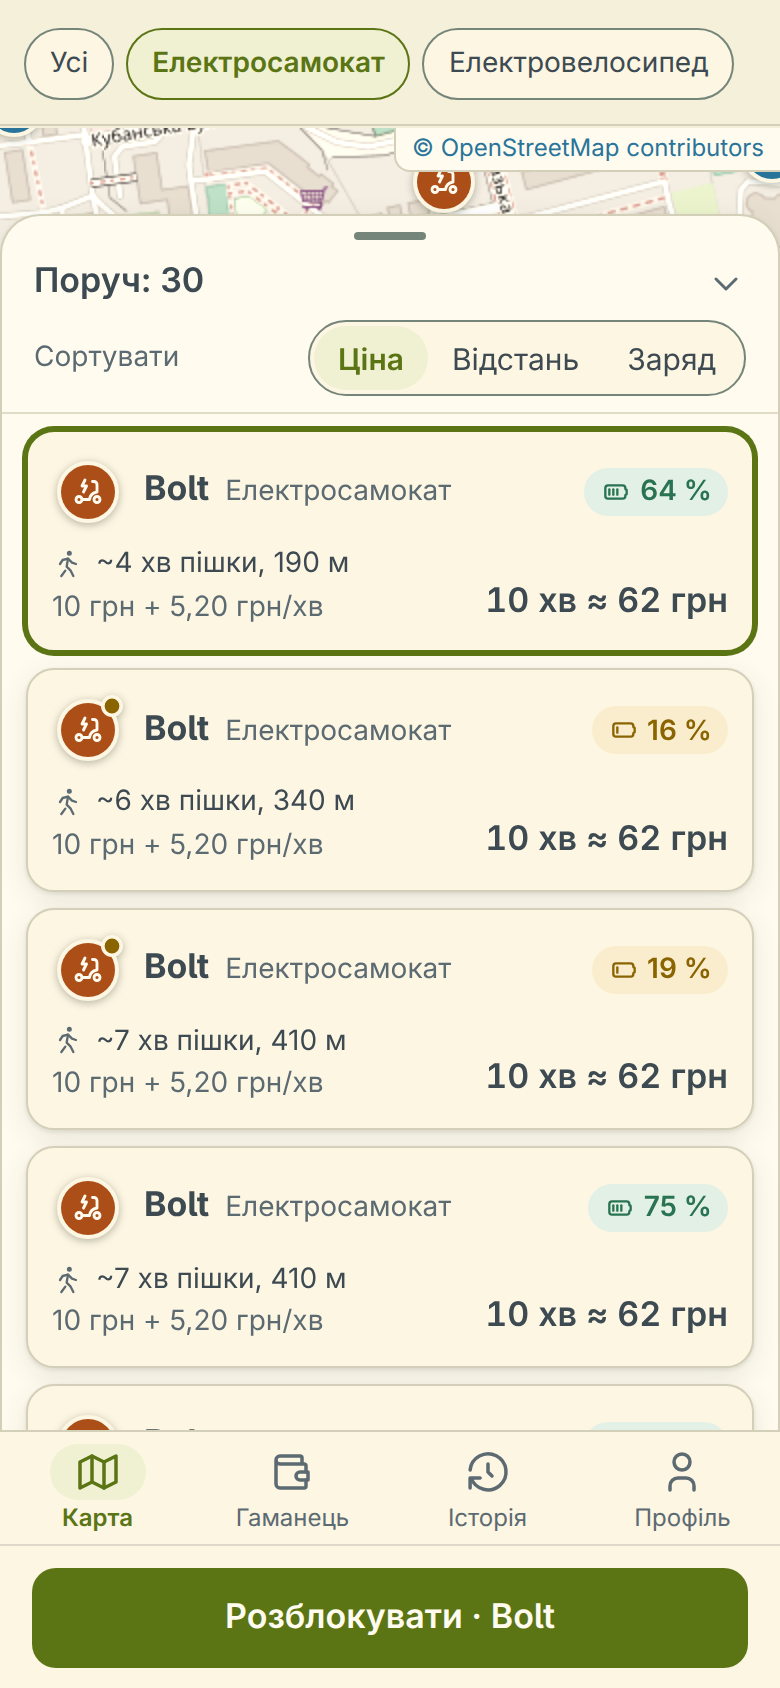 Усі
Електросамокат
Електровелосипед
Кубанська
© OpenStreetMap contributors
Поруч: 30
Сортувати
Ціна
Відстань
Заряд
Bolt Електросамокат
64 %
~4 хв пішки, 190 м
10 грн + 5,20 грн/хв
10 хв ≈ 62 грн
Bolt Електросамокат
16 %
~6 хв пішки, 340 м
10 грн + 5,20 грн/хв
10 хв ≈ 62 грн
Bolt Електросамокат
19 %
~7 хв пішки, 410 м
10 грн + 5,20 грн/хв
10 хв ≈ 62 грн
Bolt Електросамокат
75 %
~7 хв пішки, 410 м
10 грн + 5,20 грн/хв
10 хв ≈ 62 грн
Карта
Гаманець
Історія
Профіль
Розблокувати · Bolt